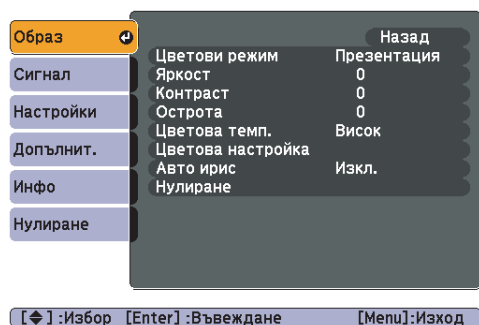 Образ
Сигнал
Настройки
Допълнит.
Инфо
Нулиране
Назад
Цветови режим Презентация
Яркост 0
Контраст 0
Острота 0
Цветова темп. Висок
Цветова настройка
Авто ирис Изкл.
Нулиране
[ ] :Избор [Enter] :Въвеждане [Menu]:Изход